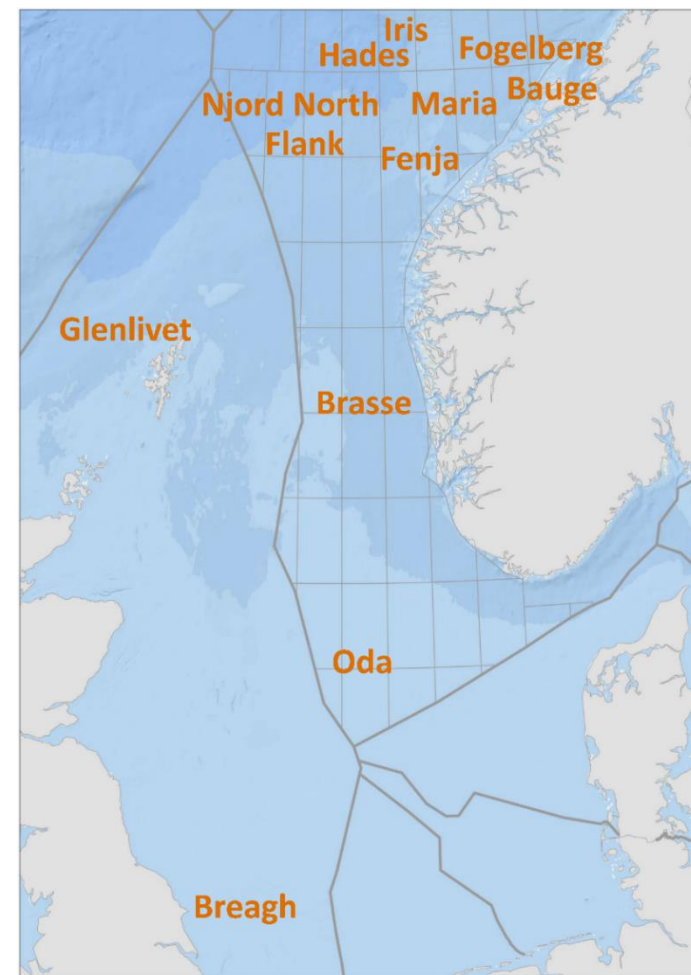 Iris
Hades
Fogelberg
Bauge
Njord North
Flank
Maria
Fenja
Glenlivet
Brasse
Oda
Breagh